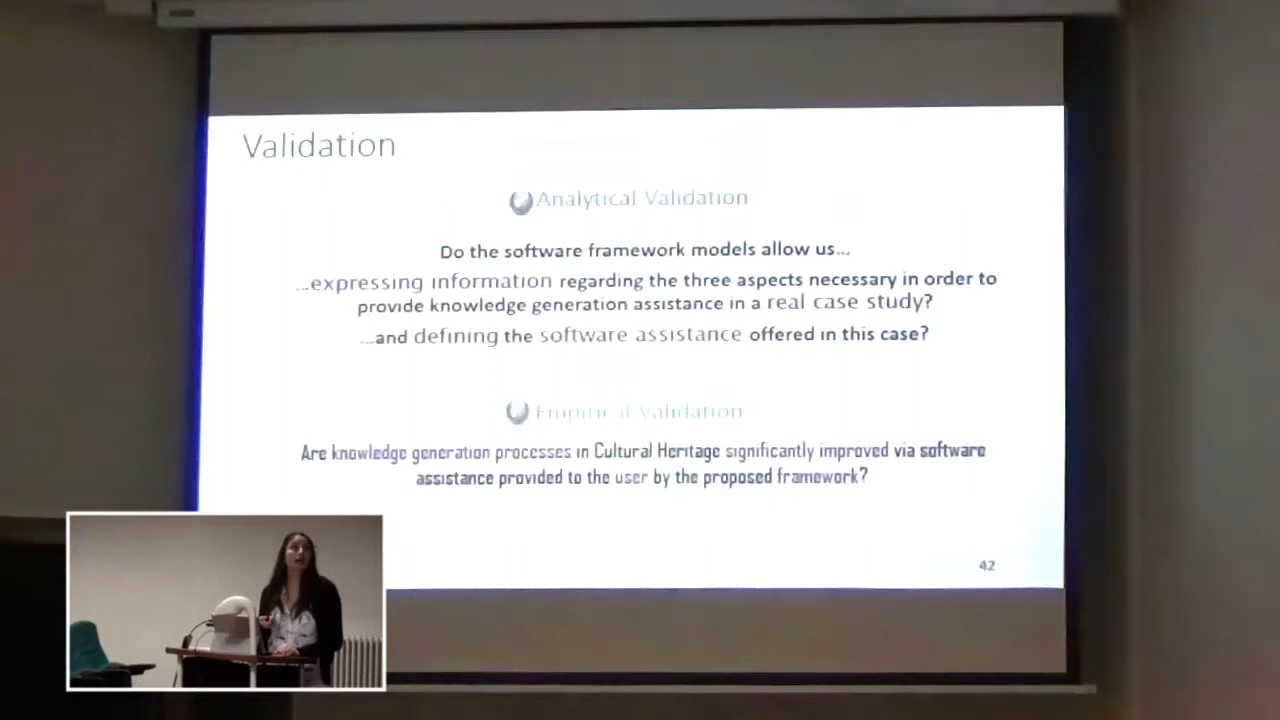 Validation
Analytical Validation
Do the software framework models allow us...
...expressing information regarding the three aspects necessary in order to
provide knowledge generation assistance in a real case study?
...and defining the software assistance offered in this case?
Empirical Validation
Are knowledge generation processes in Cultural Heritage significantly improved via software
assistance provided to the user by the proposed framework?
42